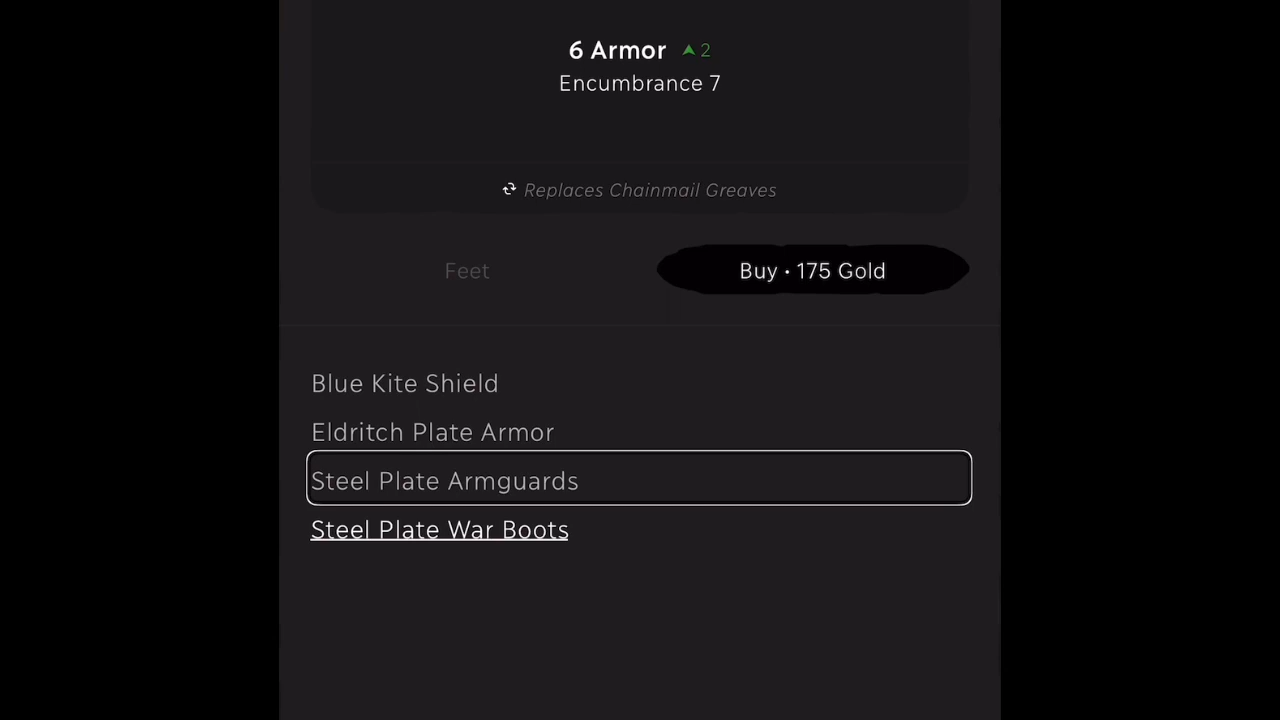 6 Armor ▲ 2
Encumbrance 7
Replaces Chainmail Greaves
Feet
Buy • 175 Gold
Blue Kite Shield
Eldritch Plate Armor
Steel Plate Armguards
Steel Plate War Boots